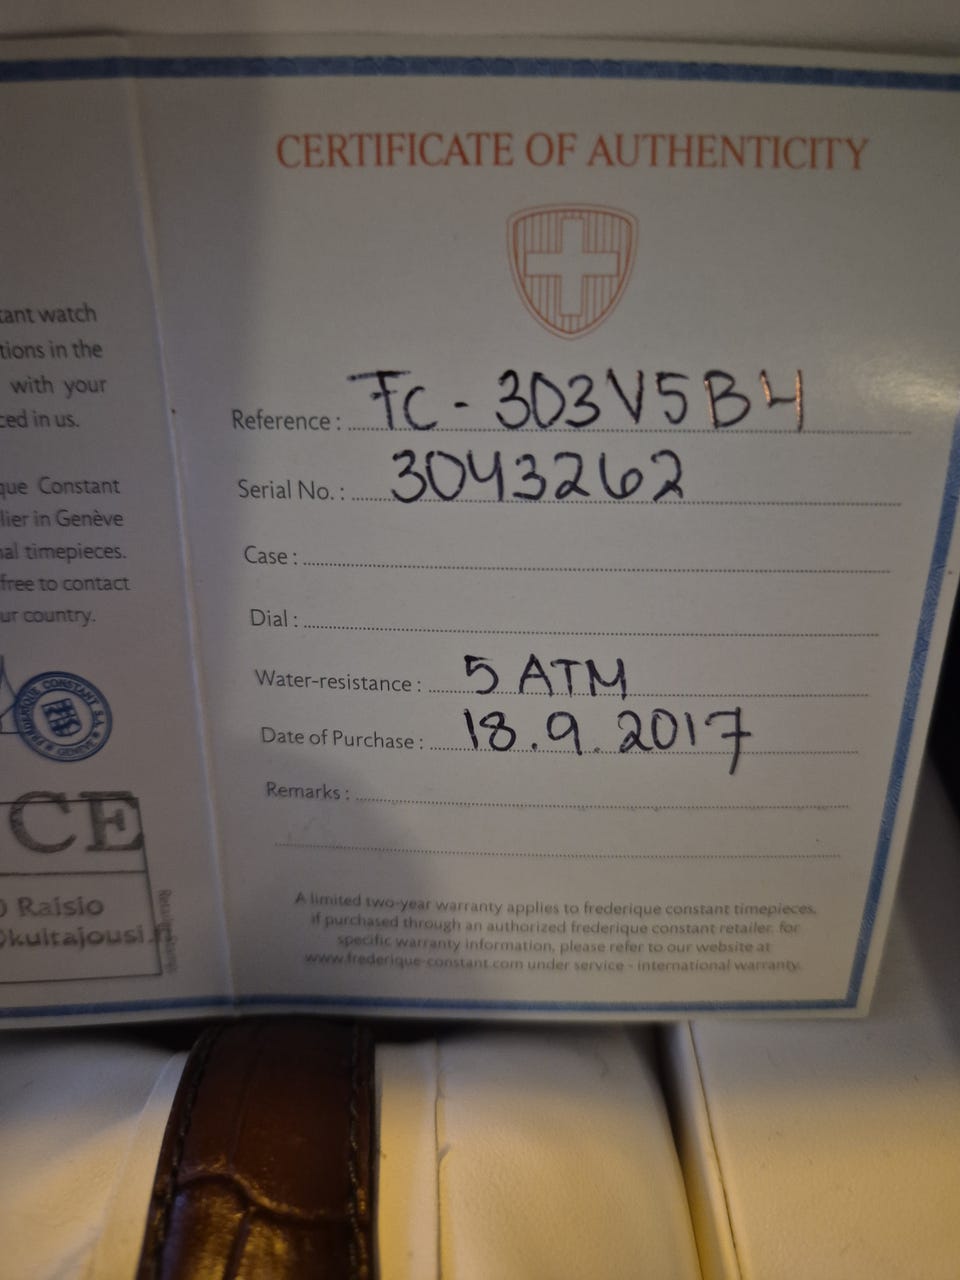 tant watch
tions in the
with your
ced in us.
que Constant
lier in Genève
nal timepieces.
free to contact
ur country.
FREDERIQUE CONSTANT S.A.
GENEVE
CE
) Raisio
kultajousi.
CERTIFICATE OF AUTHENTICITY
Reference : FC - 303V5B4
Serial No. : 3043262
Case :
Dial :
Water-resistance : 5 ATM
Date of Purchase : 18.9.2017
Remarks :
A limited two-year warranty applies to frederique constant timepieces,
if purchased through an authorized frederique constant retailer. for
specific warranty information, please refer to our website at
www.frederique-constant.com under service - international warranty.